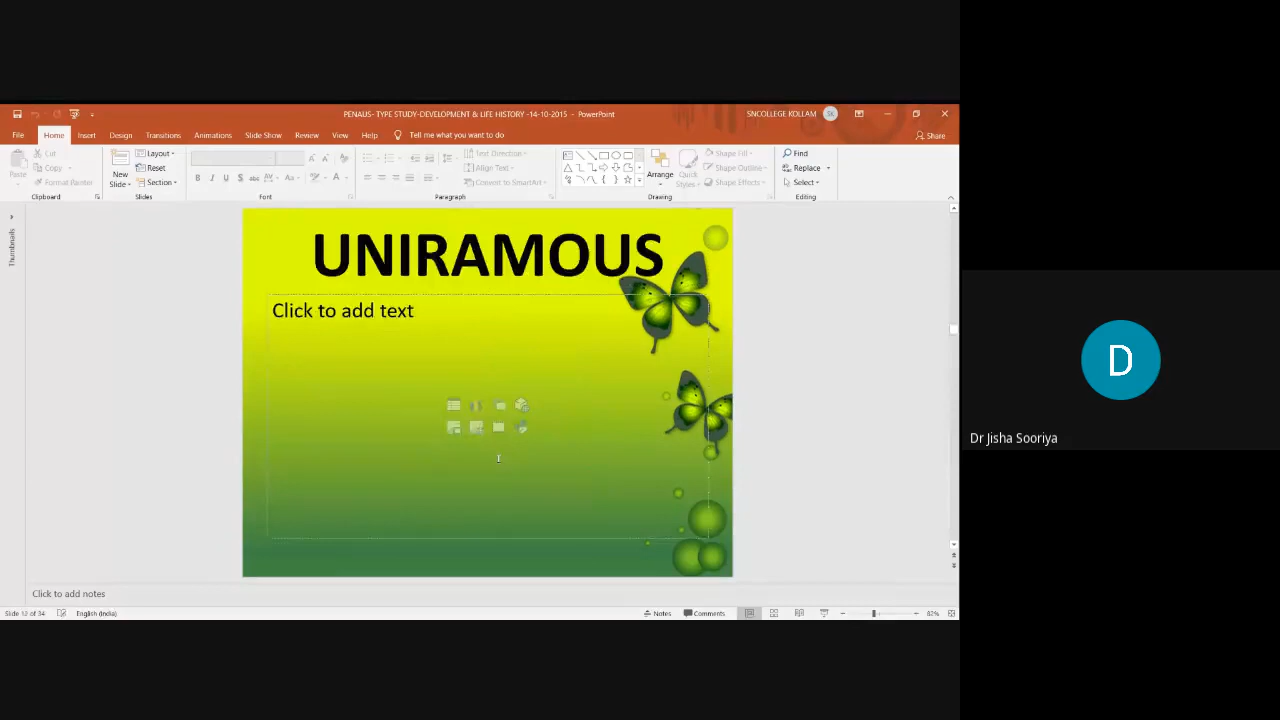 PENAUS- TYPE STUDY-DEVELOPMENT & LIFE HISTORY -14-10-2015 – PowerPoint
SNCOLLEGE KOLLAM
SK
File
Home
Insert
Design
Transitions
Animations
Slide Show
Review
View
Help
Tell me what you want to do
Share
Paste
Cut
Copy
Format Painter
Clipboard
New
Slide
Layout
Reset
Section
Slides
Font
Text Direction
Align Text
Convert to SmartArt
Paragraph
Arrange
Quick
Styles
Shape Fill
Shape Outline
Shape Effects
Drawing
Find
Replace
Select
Editing
Thumbnails
UNIRAMOUS
Click to add text
Click to add notes
Slide 12 of 34
English (India)
Notes
Comments
82%
D
Dr Jisha Sooriya